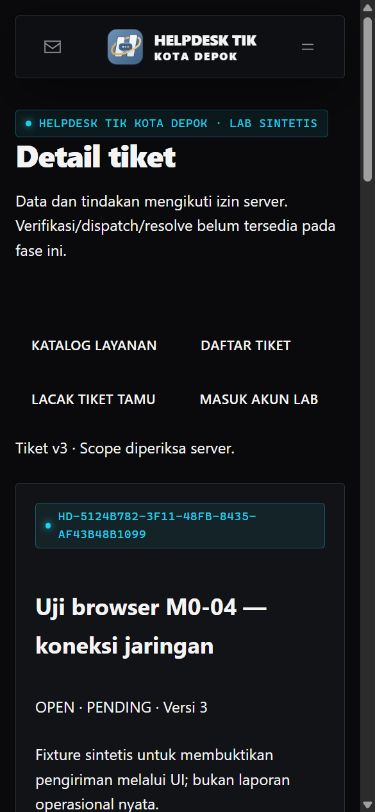 HELPDESK TIK
KOTA DEPOK
HELPDESK TIK KOTA DEPOK · LAB SINTETIS
Detail tiket
Data dan tindakan mengikuti izin server.
Verifikasi/dispatch/resolve belum tersedia pada
fase ini.
KATALOG LAYANAN
DAFTAR TIKET
LACAK TIKET TAMU
MASUK AKUN LAB
Tiket v3 · Scope diperiksa server.
HD-5124B782-3F11-48FB-8435-
AF43B48B1099
Uji browser M0-04 —
koneksi jaringan
OPEN · PENDING · Versi 3
Fixture sintetis untuk membuktikan
pengiriman melalui UI; bukan laporan
operasional nyata.